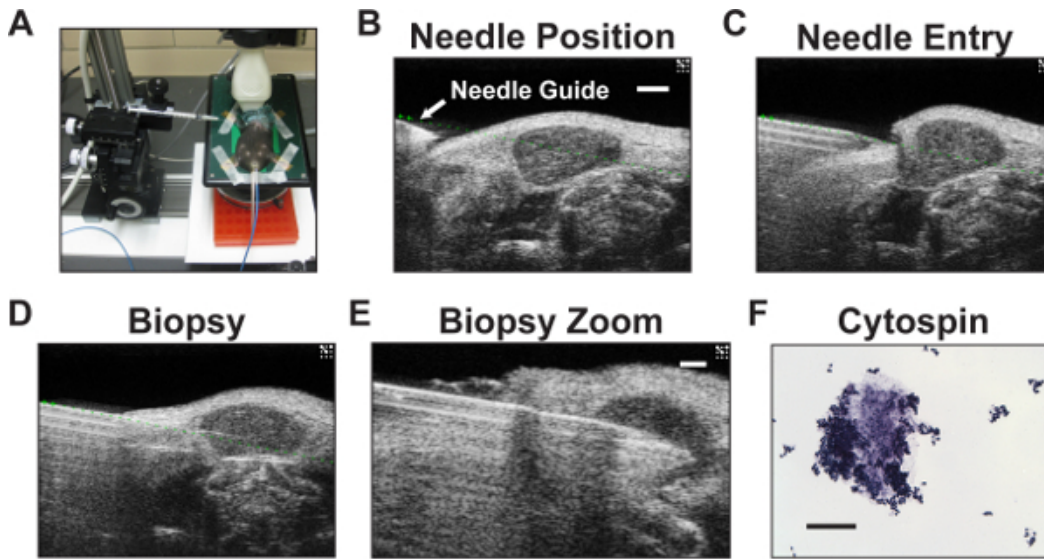 A
B
Needle Position
Needle Guide
C
Needle Entry
D
Biopsy
E
Biopsy Zoom
F
Cytospin